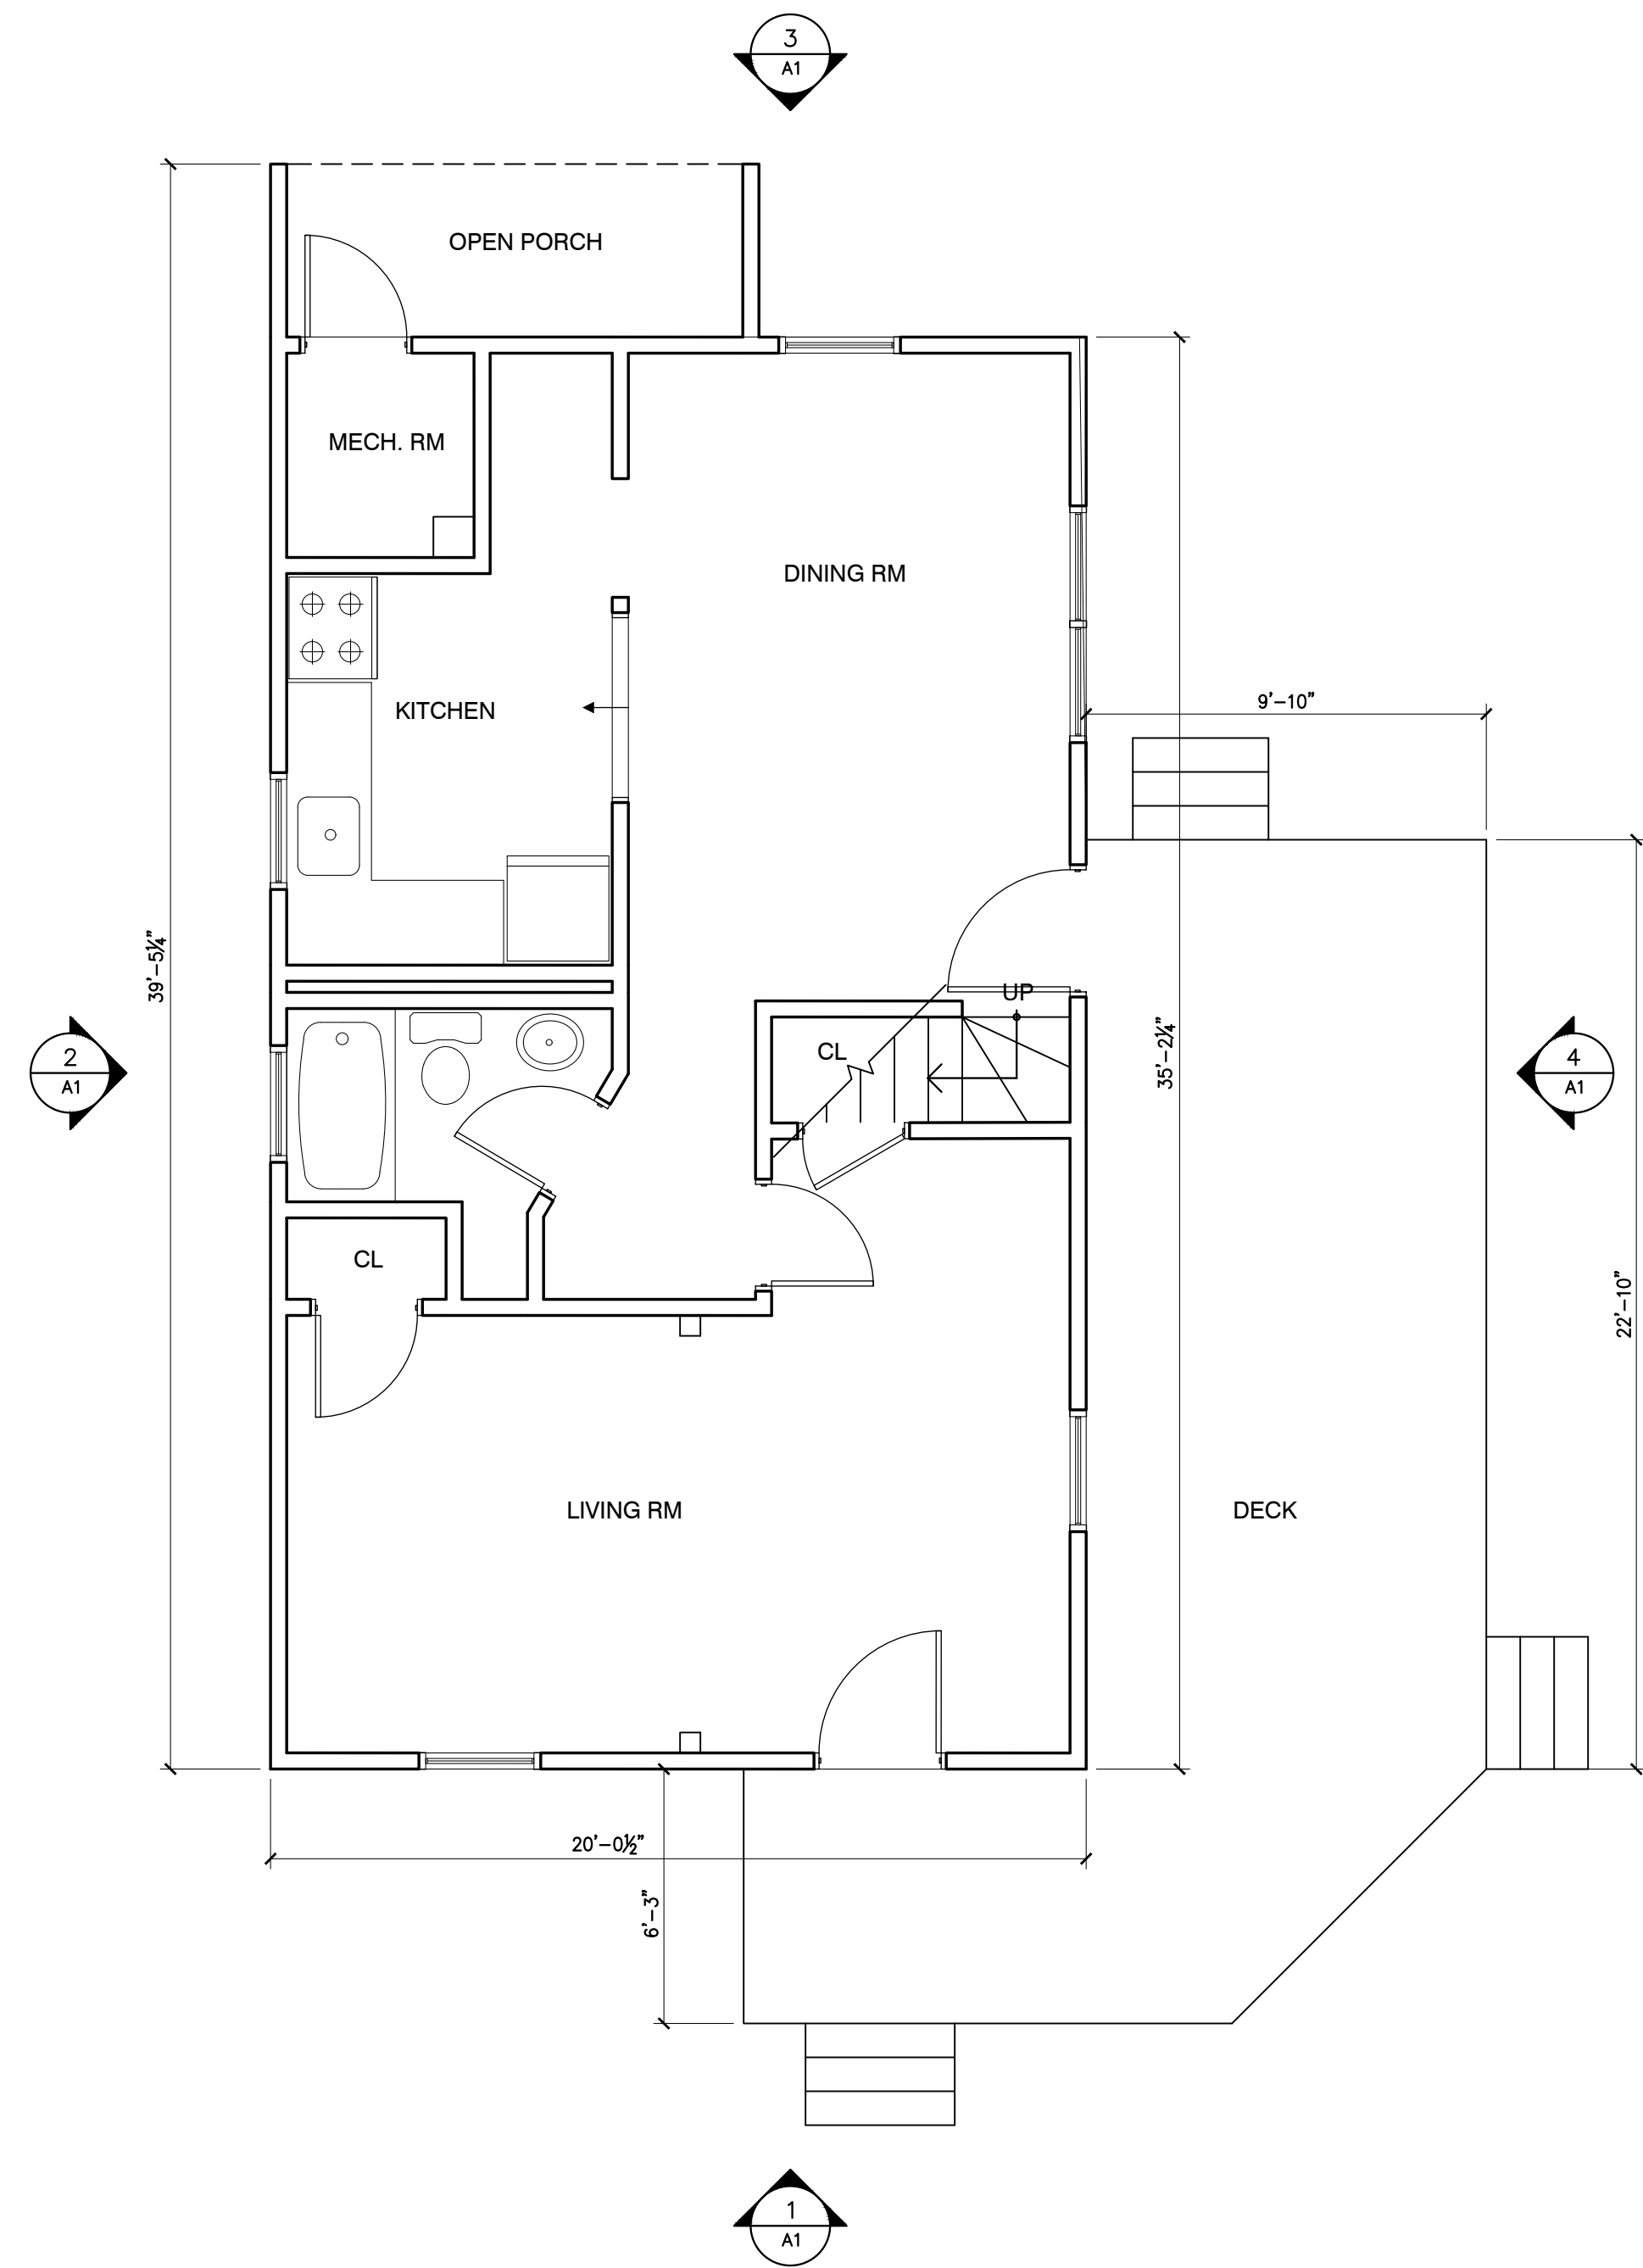 3
A1
OPEN PORCH
MECH. RM
DINING RM
9'–10"
KITCHEN
39'–5¼"
UP
CL
35'–2¼"
2
A1
4
A1
CL
22'–10"
LIVING RM
DECK
20'–0½"
6'–3"
1
A1